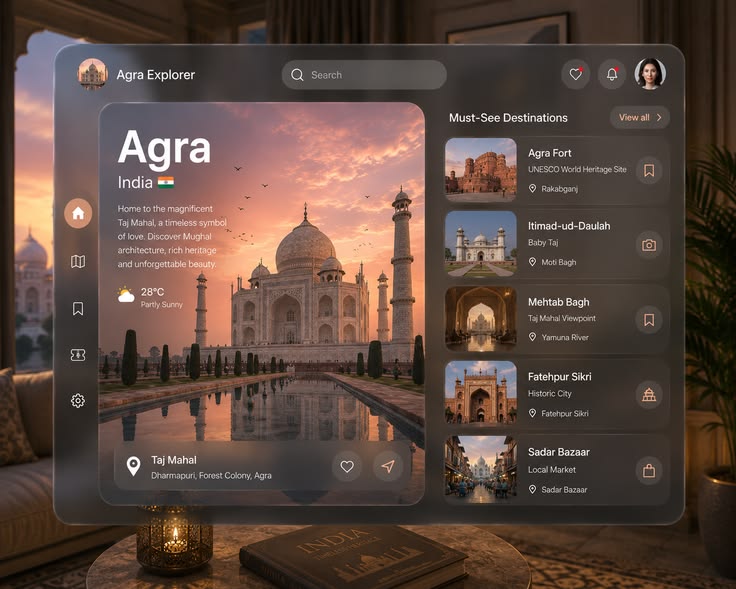 Agra Explorer
Search
Agra
India
Home to the magnificent
Taj Mahal, a timeless symbol
of love. Discover Mughal
architecture, rich heritage
and unforgettable beauty.
28°C
Partly Sunny
Taj Mahal
Dharmapuri, Forest Colony, Agra
Must-See Destinations
View all
Agra Fort
UNESCO World Heritage Site
Rakabganj
Itimad-ud-Daulah
Baby Taj
Moti Bagh
Mehtab Bagh
Taj Mahal Viewpoint
Yamuna River
Fatehpur Sikri
Historic City
Fatehpur Sikri
Sadar Bazaar
Local Market
Sadar Bazaar
INDIA